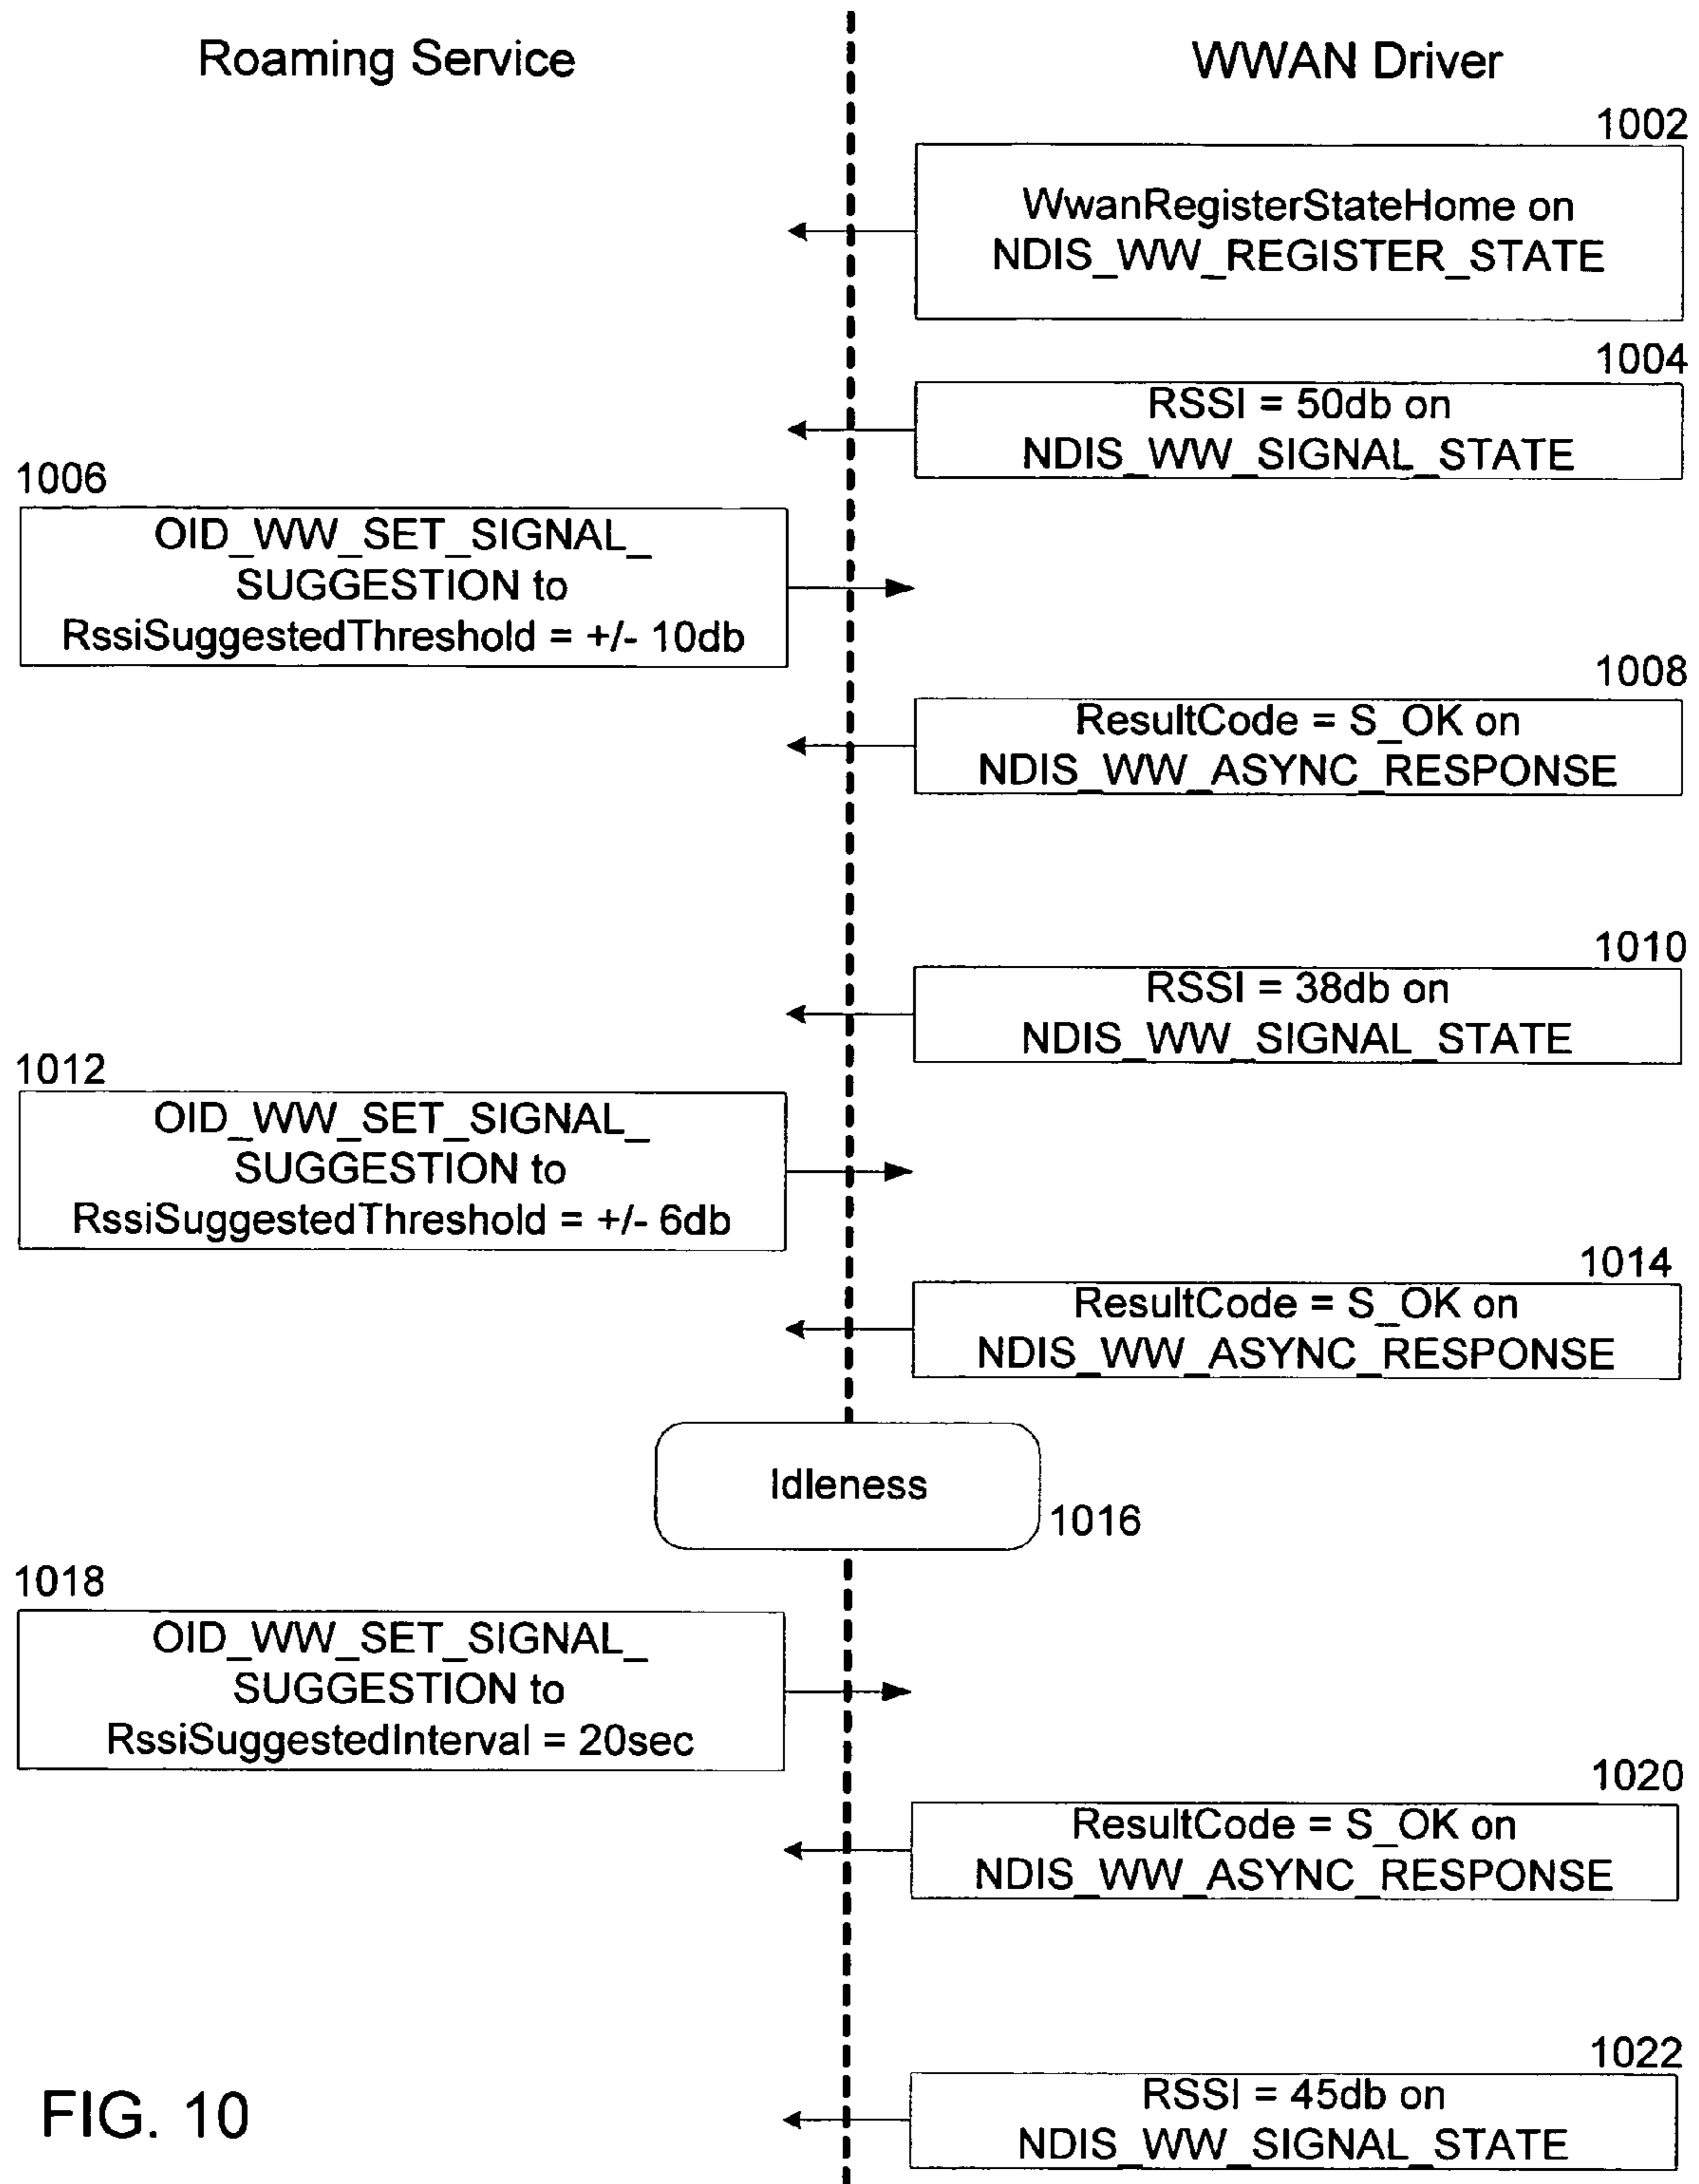 Roaming Service
WWAN Driver
1002
WwanRegisterStateHome on
NDIS_WW_REGISTER_STATE
1004
RSSI = 50db on
NDIS_WW_SIGNAL_STATE
1006
OID_WW_SET_SIGNAL_
SUGGESTION to
RssiSuggestedThreshold = +/- 10db
1008
ResultCode = S_OK on
NDIS_WW_ASYNC_RESPONSE
1010
RSSI = 38db on
NDIS_WW_SIGNAL_STATE
1012
OID_WW_SET_SIGNAL_
SUGGESTION to
RssiSuggestedThreshold = +/- 6db
1014
ResultCode = S_OK on
NDIS_WW_ASYNC_RESPONSE
Idleness
1016
1018
OID_WW_SET_SIGNAL_
SUGGESTION to
RssiSuggestedInterval = 20sec
1020
ResultCode = S_OK on
NDIS_WW_ASYNC_RESPONSE
1022
RSSI = 45db on
NDIS_WW_SIGNAL_STATE
FIG. 10